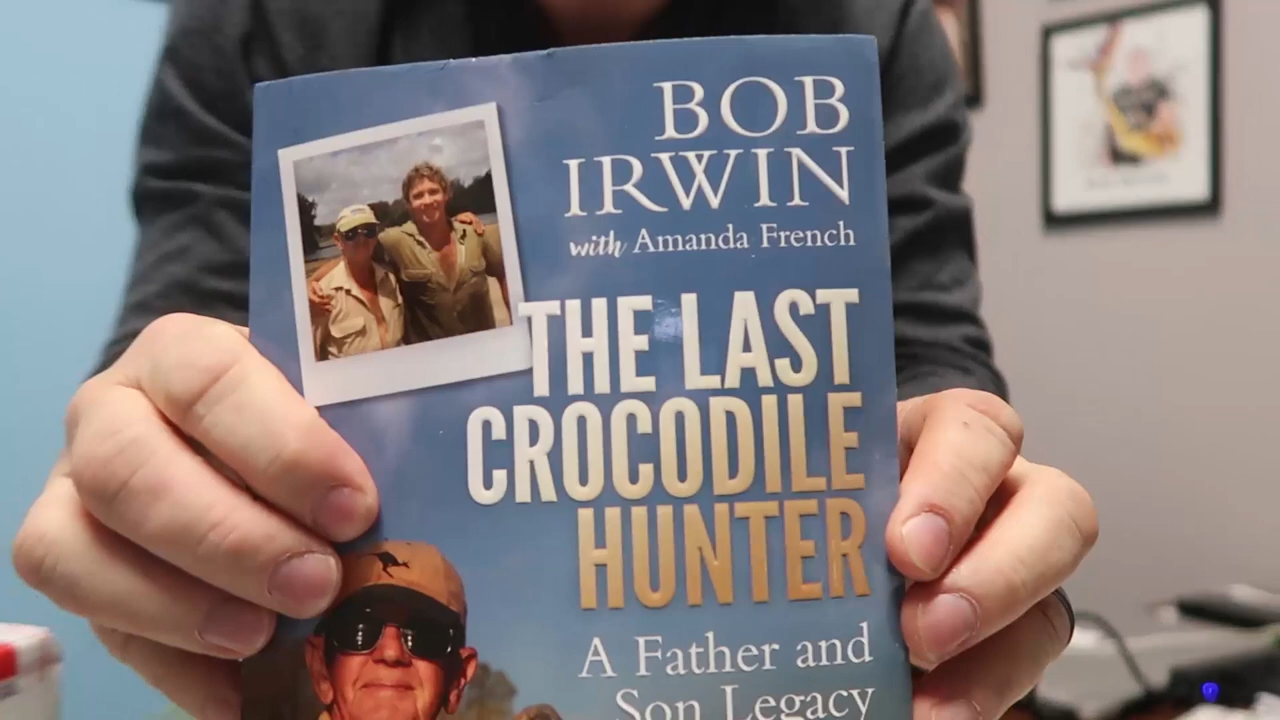 BOB
IRWIN
with Amanda French
THE LAST
CROCODILE
HUNTER
A Father and
Son Legacy